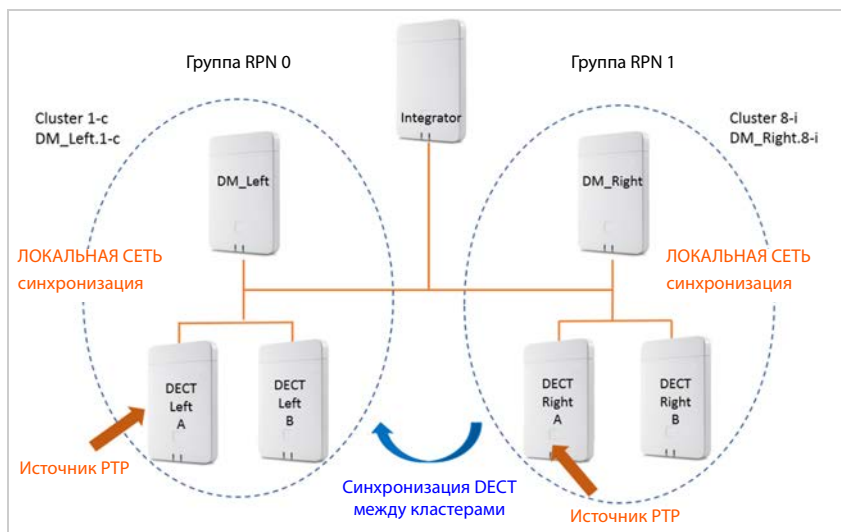 Группа RPN 0
Группа RPN 1
Integrator
Cluster 1-c
DM_Left.1-c
Cluster 8-i
DM_Right.8-i
DM_Left
DM_Right
ЛОКАЛЬНАЯ СЕТЬ
синхронизация
ЛОКАЛЬНАЯ СЕТЬ
синхронизация
DECT
Left
A
DECT
Left
B
DECT
Right
A
DECT
Right
B
Источник PTP
Синхронизация DECT
между кластерами
Источник PTP